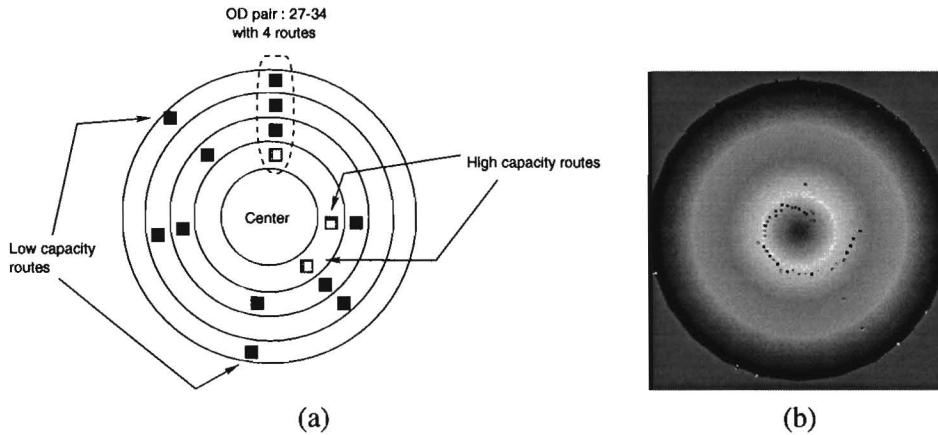 OD pair : 27-34
with 4 routes
High capacity routes
Center
Low capacity
routes
(a)
(b)